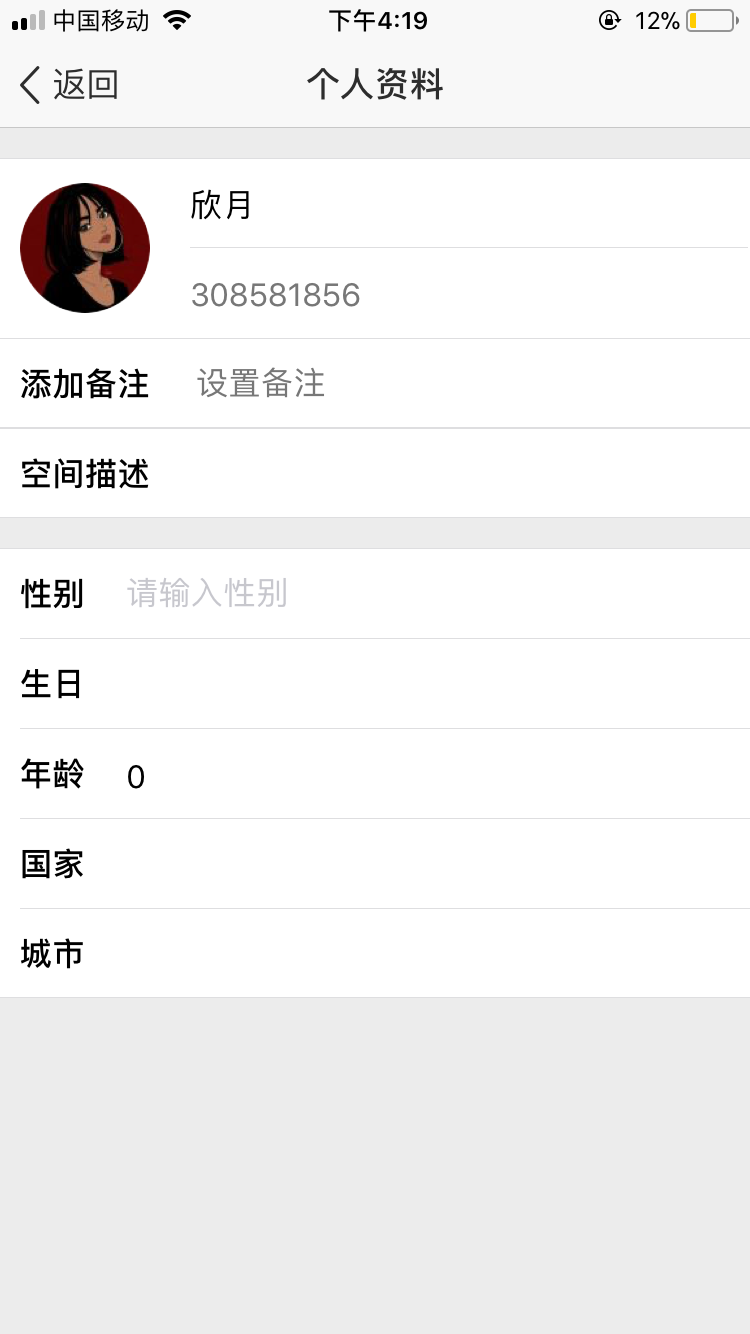 中国移动 下午4:19 12%
返回 个人资料
欣月
308581856
添加备注 设置备注
空间描述
性别 请输入性别
生日
年龄 0
国家
城市